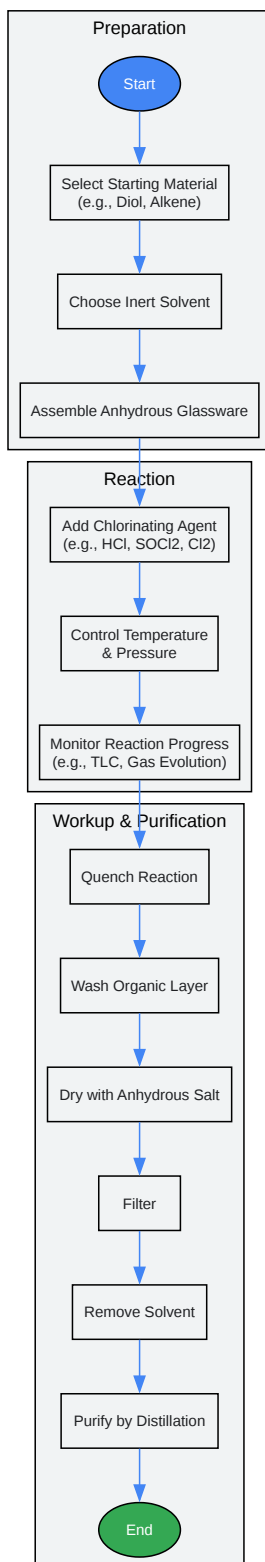 Preparation
Start
Select Starting Material
(e.g., Diol, Alkene)
Choose Inert Solvent
Assemble Anhydrous Glassware
Reaction
Add Chlorinating Agent
(e.g., HCl, SOCl2, Cl2)
Control Temperature
& Pressure
Monitor Reaction Progress
(e.g., TLC, Gas Evolution)
Workup & Purification
Quench Reaction
Wash Organic Layer
Dry with Anhydrous Salt
Filter
Remove Solvent
Purify by Distillation
End